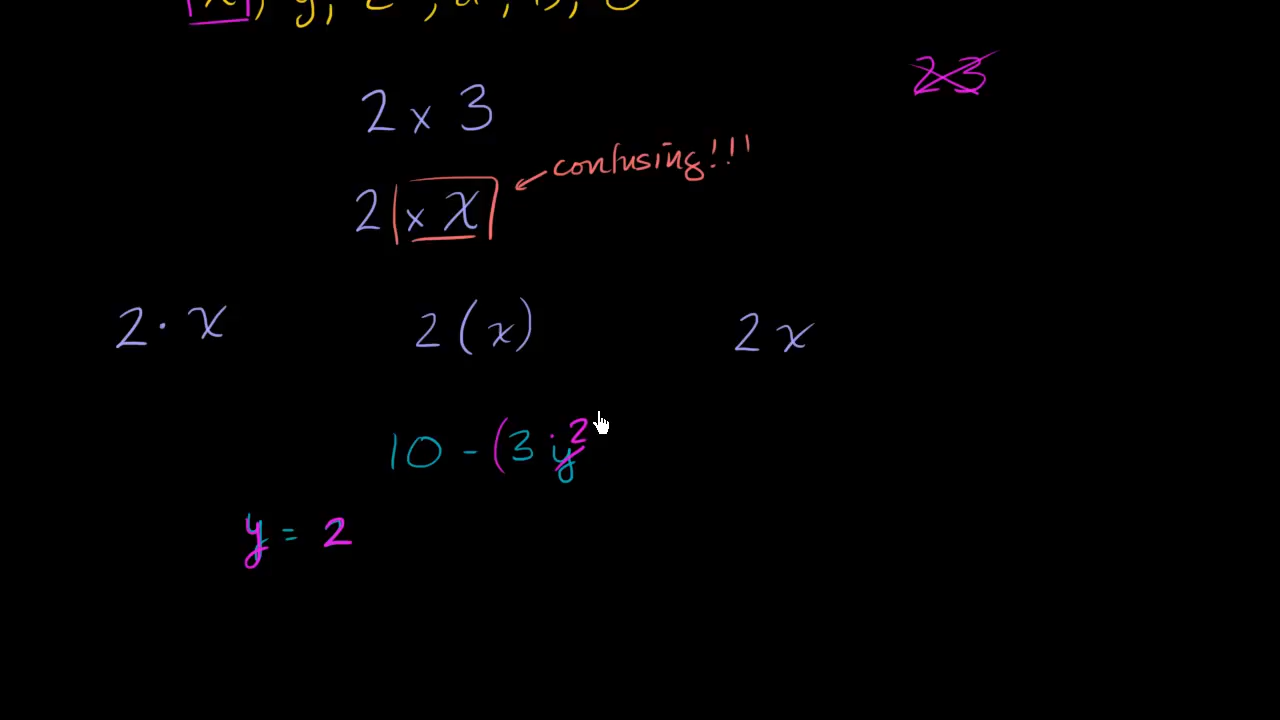 x, y, z, a, b,
23
2 x 3
confusing!!!
2 x x
2 · x 2(x) 2x
10 - (3 · y 2
y = 2